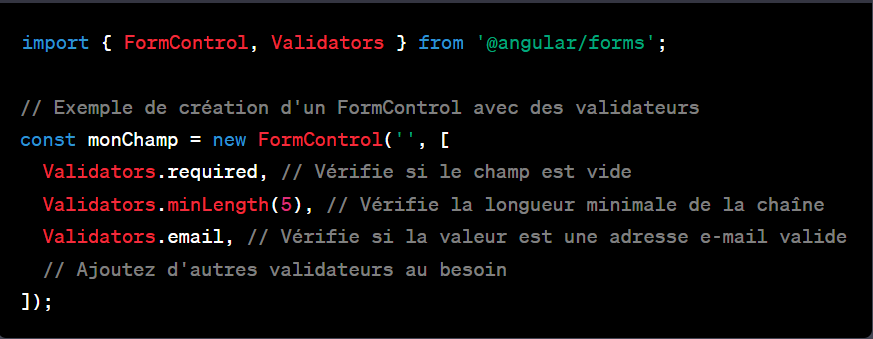 import { FormControl, Validators } from '@angular/forms';
// Exemple de création d'un FormControl avec des validateurs
const monChamp = new FormControl('', [
  Validators.required, // Vérifie si le champ est vide
  Validators.minLength(5), // Vérifie la longueur minimale de la chaîne
  Validators.email, // Vérifie si la valeur est une adresse e-mail valide
  // Ajoutez d'autres validateurs au besoin
]);